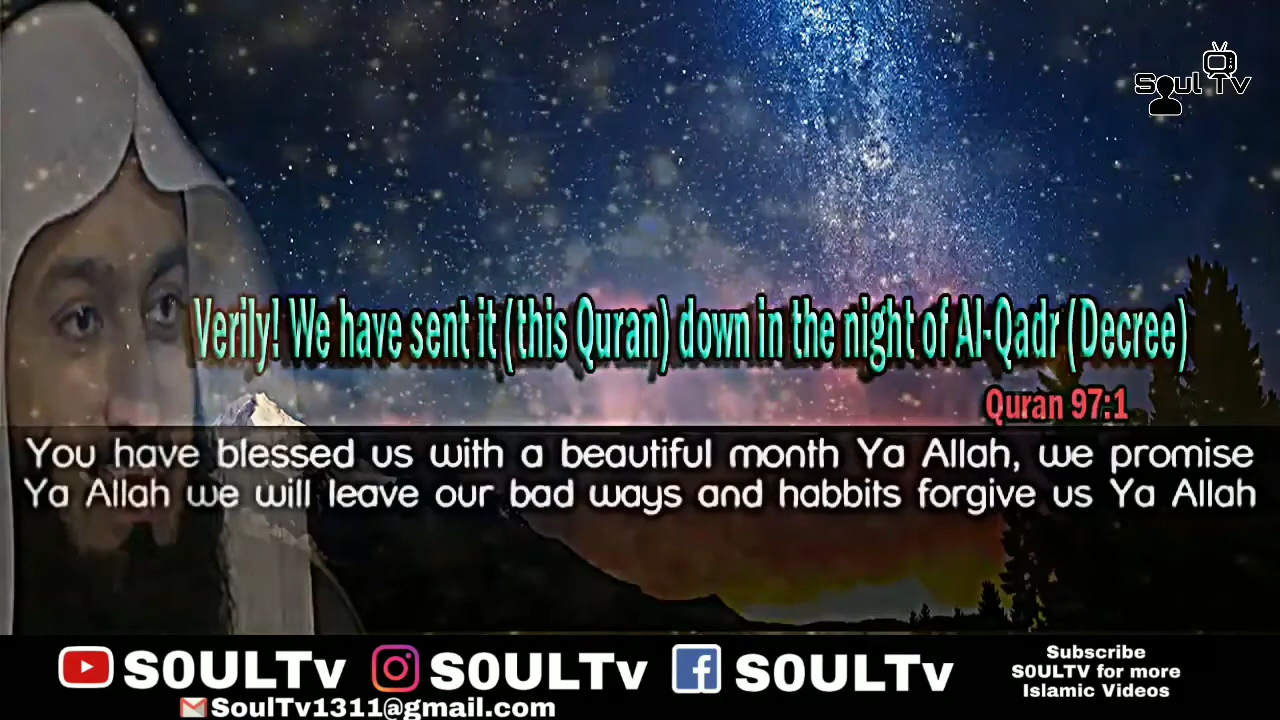 Soul Tv
Verily! We have sent it (this Quran) down in the night of Al-Qadr (Decree)
Quran 97:1
You have blessed us with a beautiful month Ya Allah, we promise
Ya Allah we will leave our bad ways and habbits forgive us Ya Allah
S0ULTv S0ULTv S0ULTv
SoulTv1311@gmail.com
Subscribe
S0ULTV for more
Islamic Videos